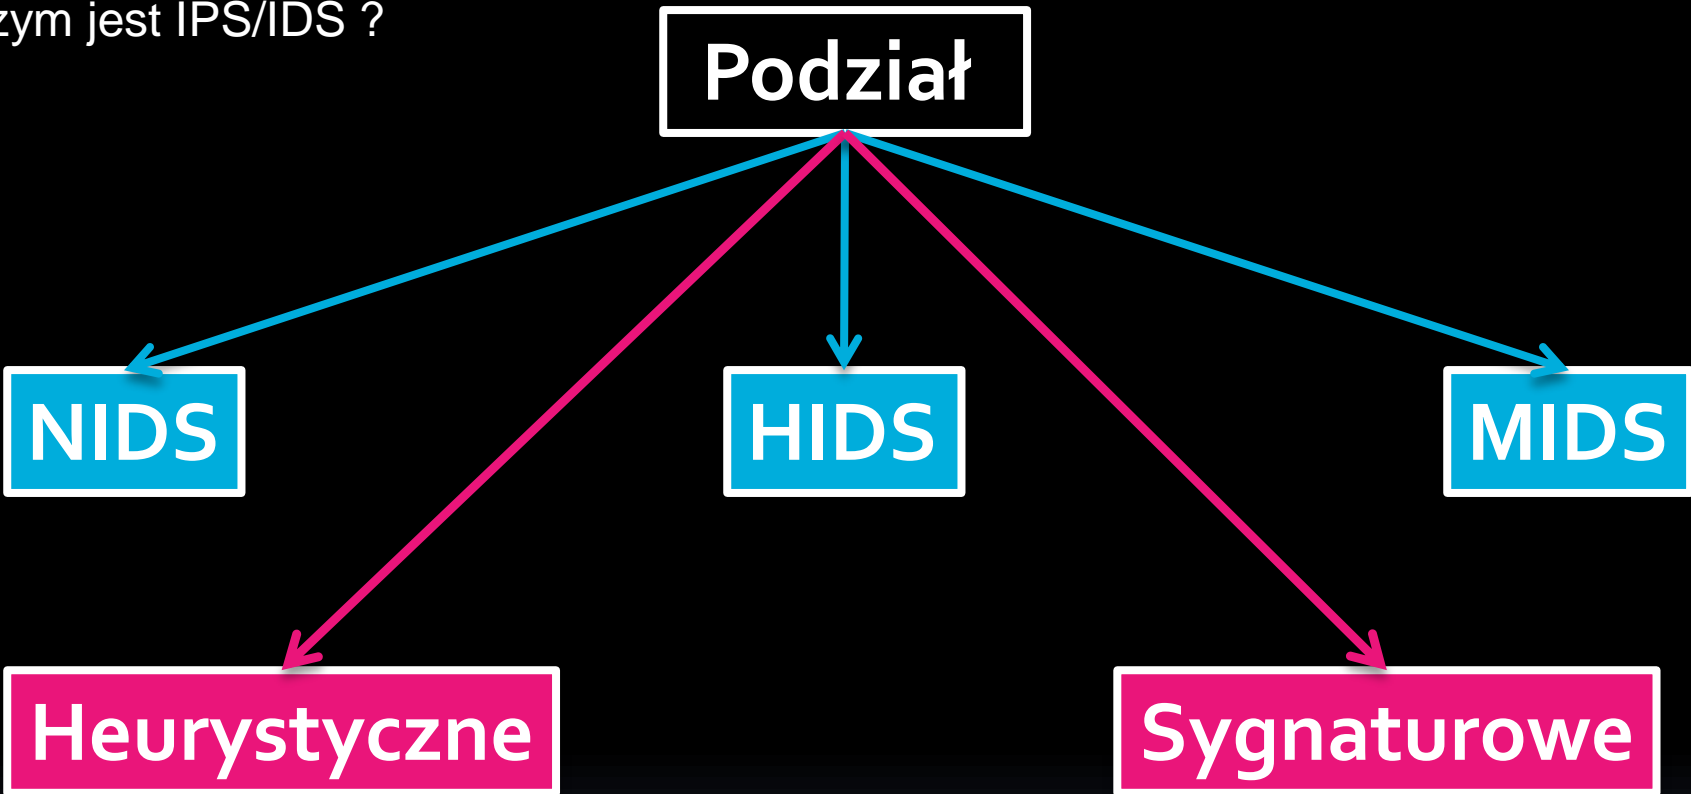 zym jest IPS/IDS ?
Podział
NIDS
HIDS
MIDS
Heurystyczne
Sygnaturowe